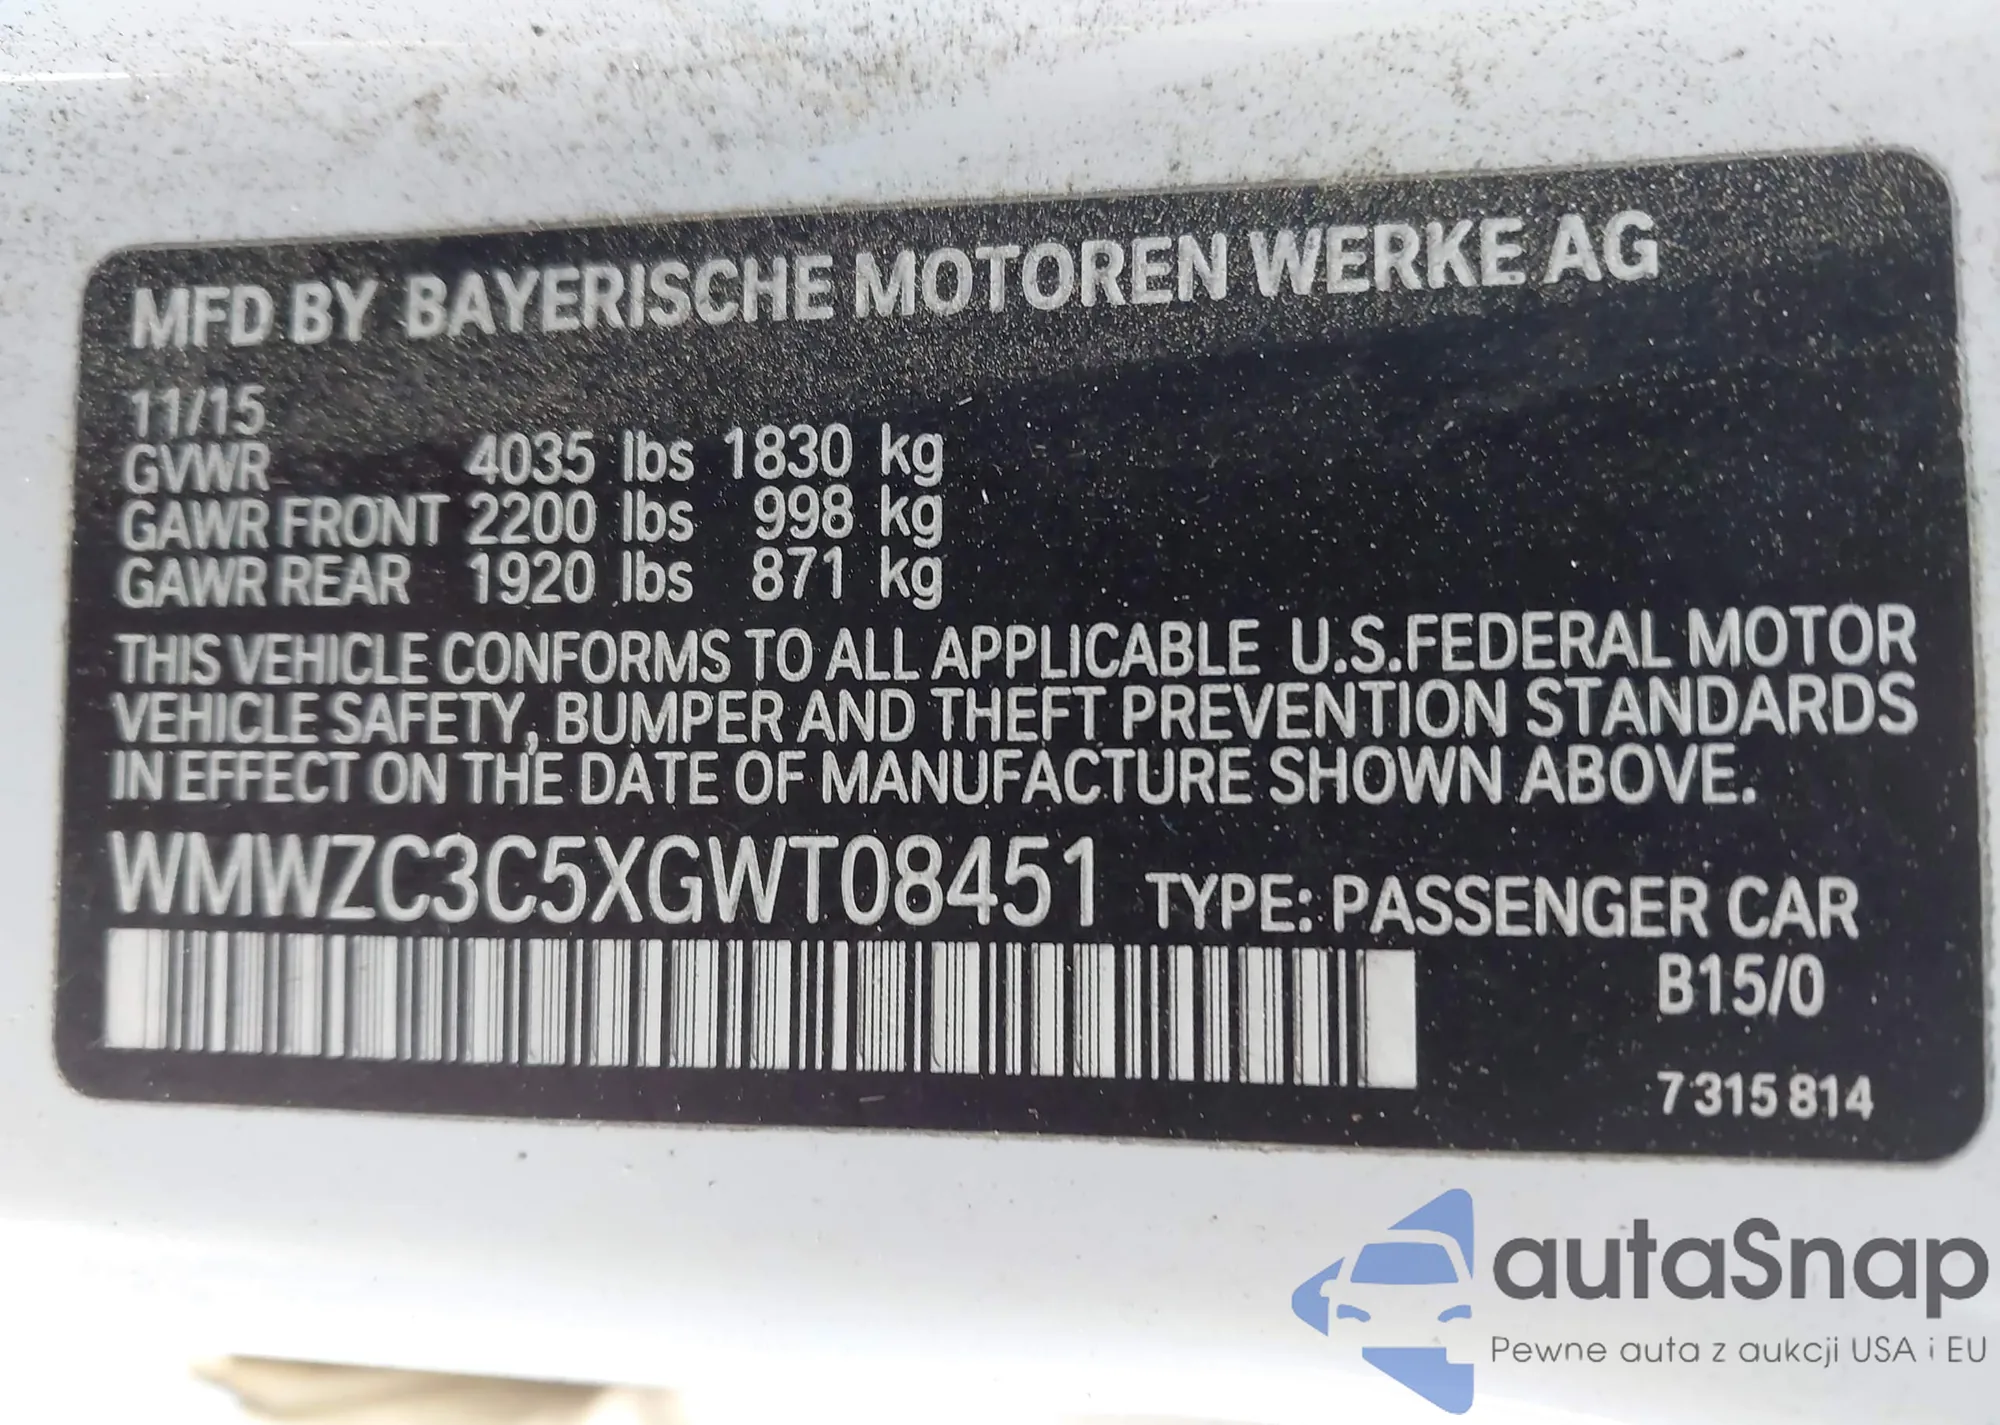 MFD BY BAYERISCHE MOTOREN WERKE AG
11/15
GVWR 4035 lbs 1830 kg
GAWR FRONT 2200 lbs 998 kg
GAWR REAR 1920 lbs 871 kg
THIS VEHICLE CONFORMS TO ALL APPLICABLE U.S.FEDERAL MOTOR
VEHICLE SAFETY, BUMPER AND THEFT PREVENTION STANDARDS
IN EFFECT ON THE DATE OF MANUFACTURE SHOWN ABOVE.
WMWZC3C5XGWT08451 TYPE: PASSENGER CAR
B15/0
7 315 814
autaSnap
Pewne auta z aukcji USA i EU